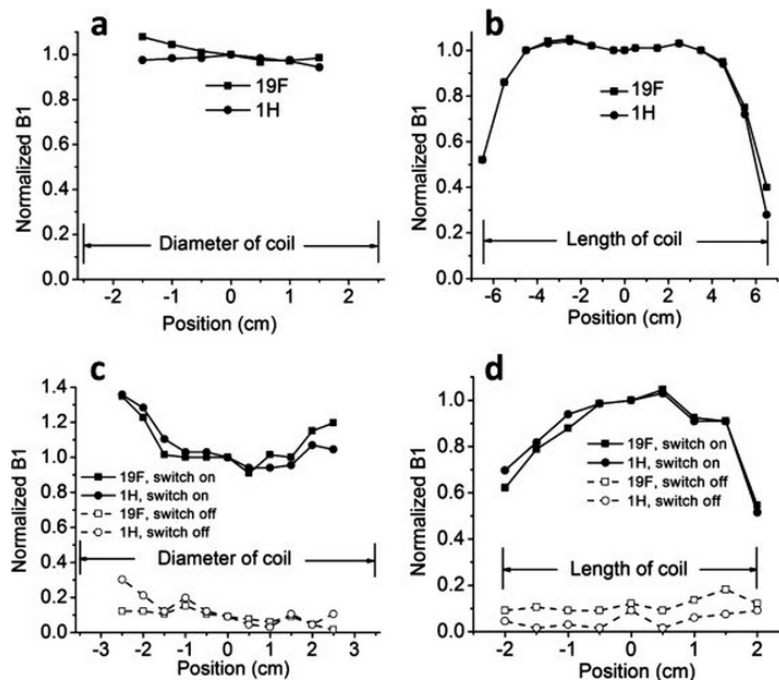 a
Normalized B1
1.0
0.8
0.6
0.4
0.2
0.0
19F
1H
Diameter of coil
-2 -1 0 1 2
Position (cm)
b
Normalized B1
1.0
0.8
0.6
0.4
0.2
0.0
19F
1H
Length of coil
-6 -4 -2 0 2 4 6
Position (cm)
c
Normalized B1
1.4
1.2
1.0
0.8
0.6
0.4
0.2
0.0
19F, switch on
1H, switch on
19F, switch off
1H, switch off
Diameter of coil
-3 -2 -1 0 1 2 3
Position (cm)
d
Normalized B1
1.0
0.8
0.6
0.4
0.2
0.0
19F, switch on
1H, switch on
19F, switch off
1H, switch off
Length of coil
-2 -1 0 1 2
Position (cm)